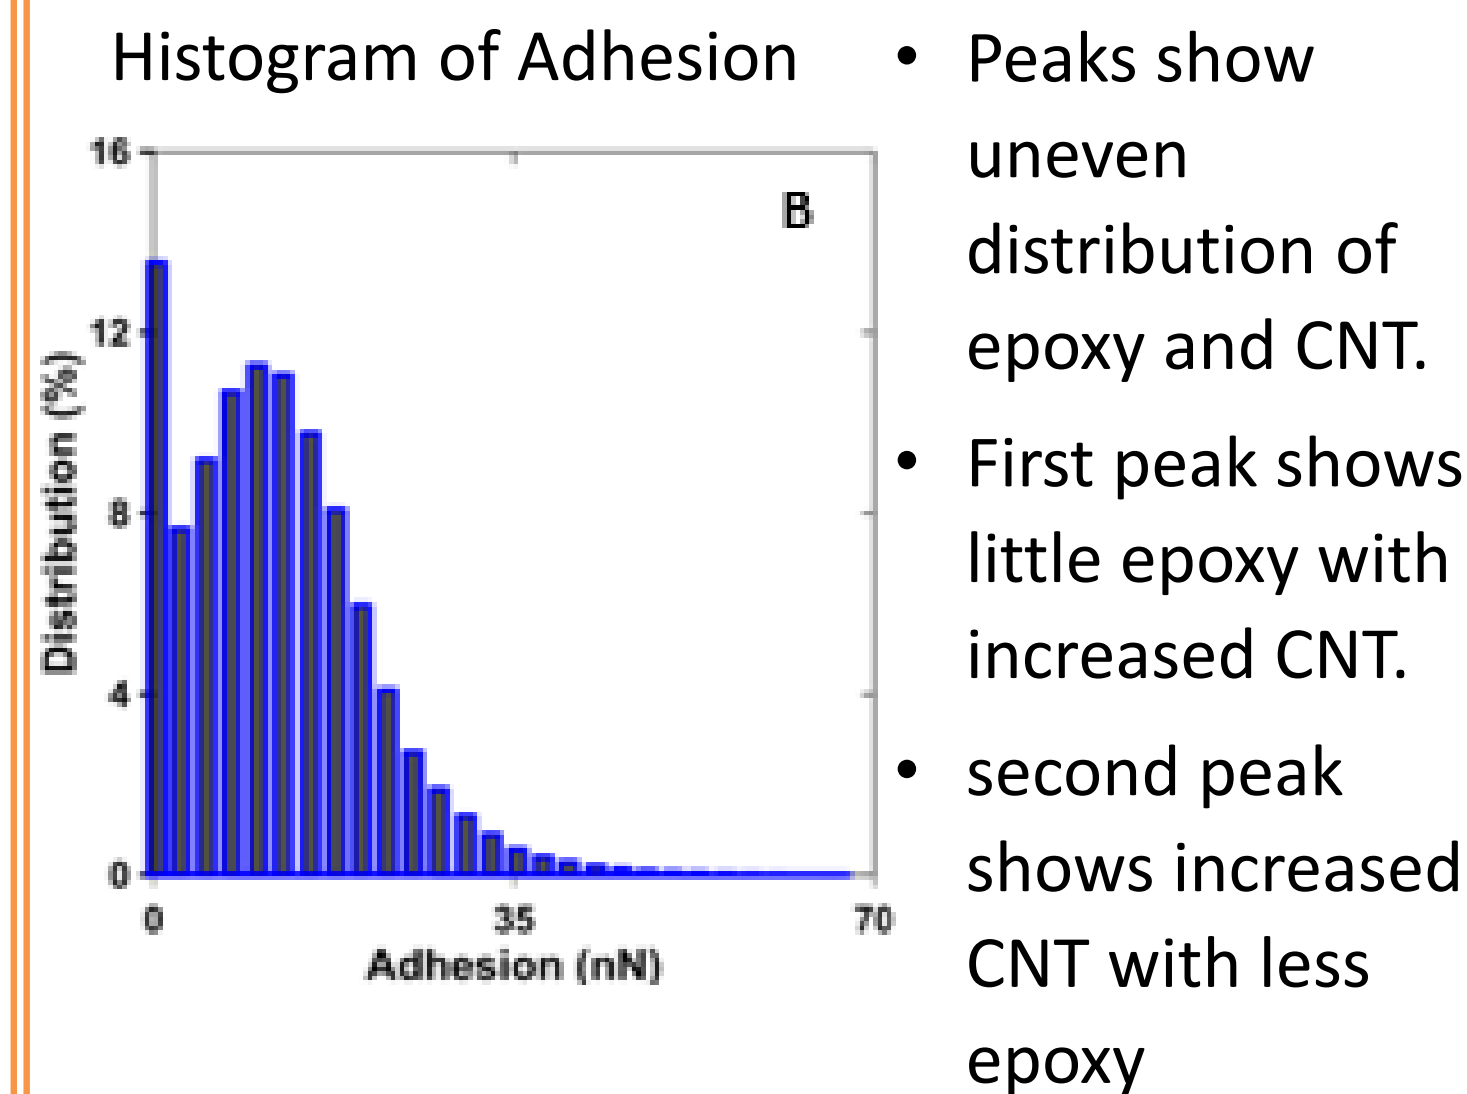 Histogram of Adhesion
16
12
8
4
0
Distribution (%)
B
0
35
70
Adhesion (nN)
• Peaks show
uneven
distribution of
epoxy and CNT.
• First peak shows
little epoxy with
increased CNT.
• second peak
shows increased
CNT with less
epoxy